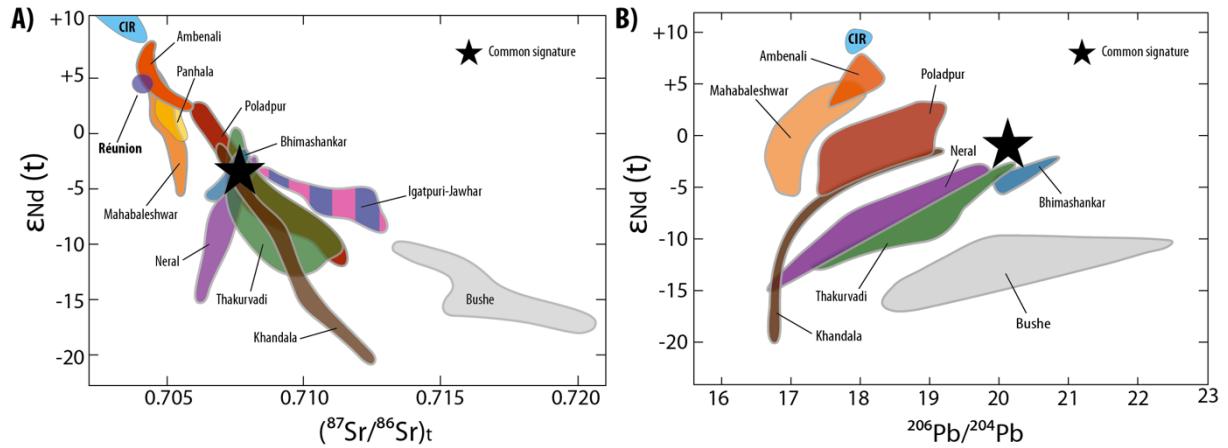 A)
+10
+5
0
-5
-10
-15
-20
εNd (t)
0.705
0.710
0.715
0.720
(⁸⁷Sr/⁸⁶Sr)t
CIR
Ambenali
Panhala
Réunion
Poladpur
Bhimashankar
Mahabaleshwar
Igatpuri-Jawhar
Neral
Thakurvadi
Khandala
Bushe
Common signature
B)
+10
+5
0
-5
-10
-15
-20
εNd (t)
16
17
18
19
20
21
22
23
²⁰⁶Pb/²⁰⁴Pb
CIR
Ambenali
Mahabaleshwar
Poladpur
Neral
Bhimashankar
Thakurvadi
Khandala
Bushe
Common signature